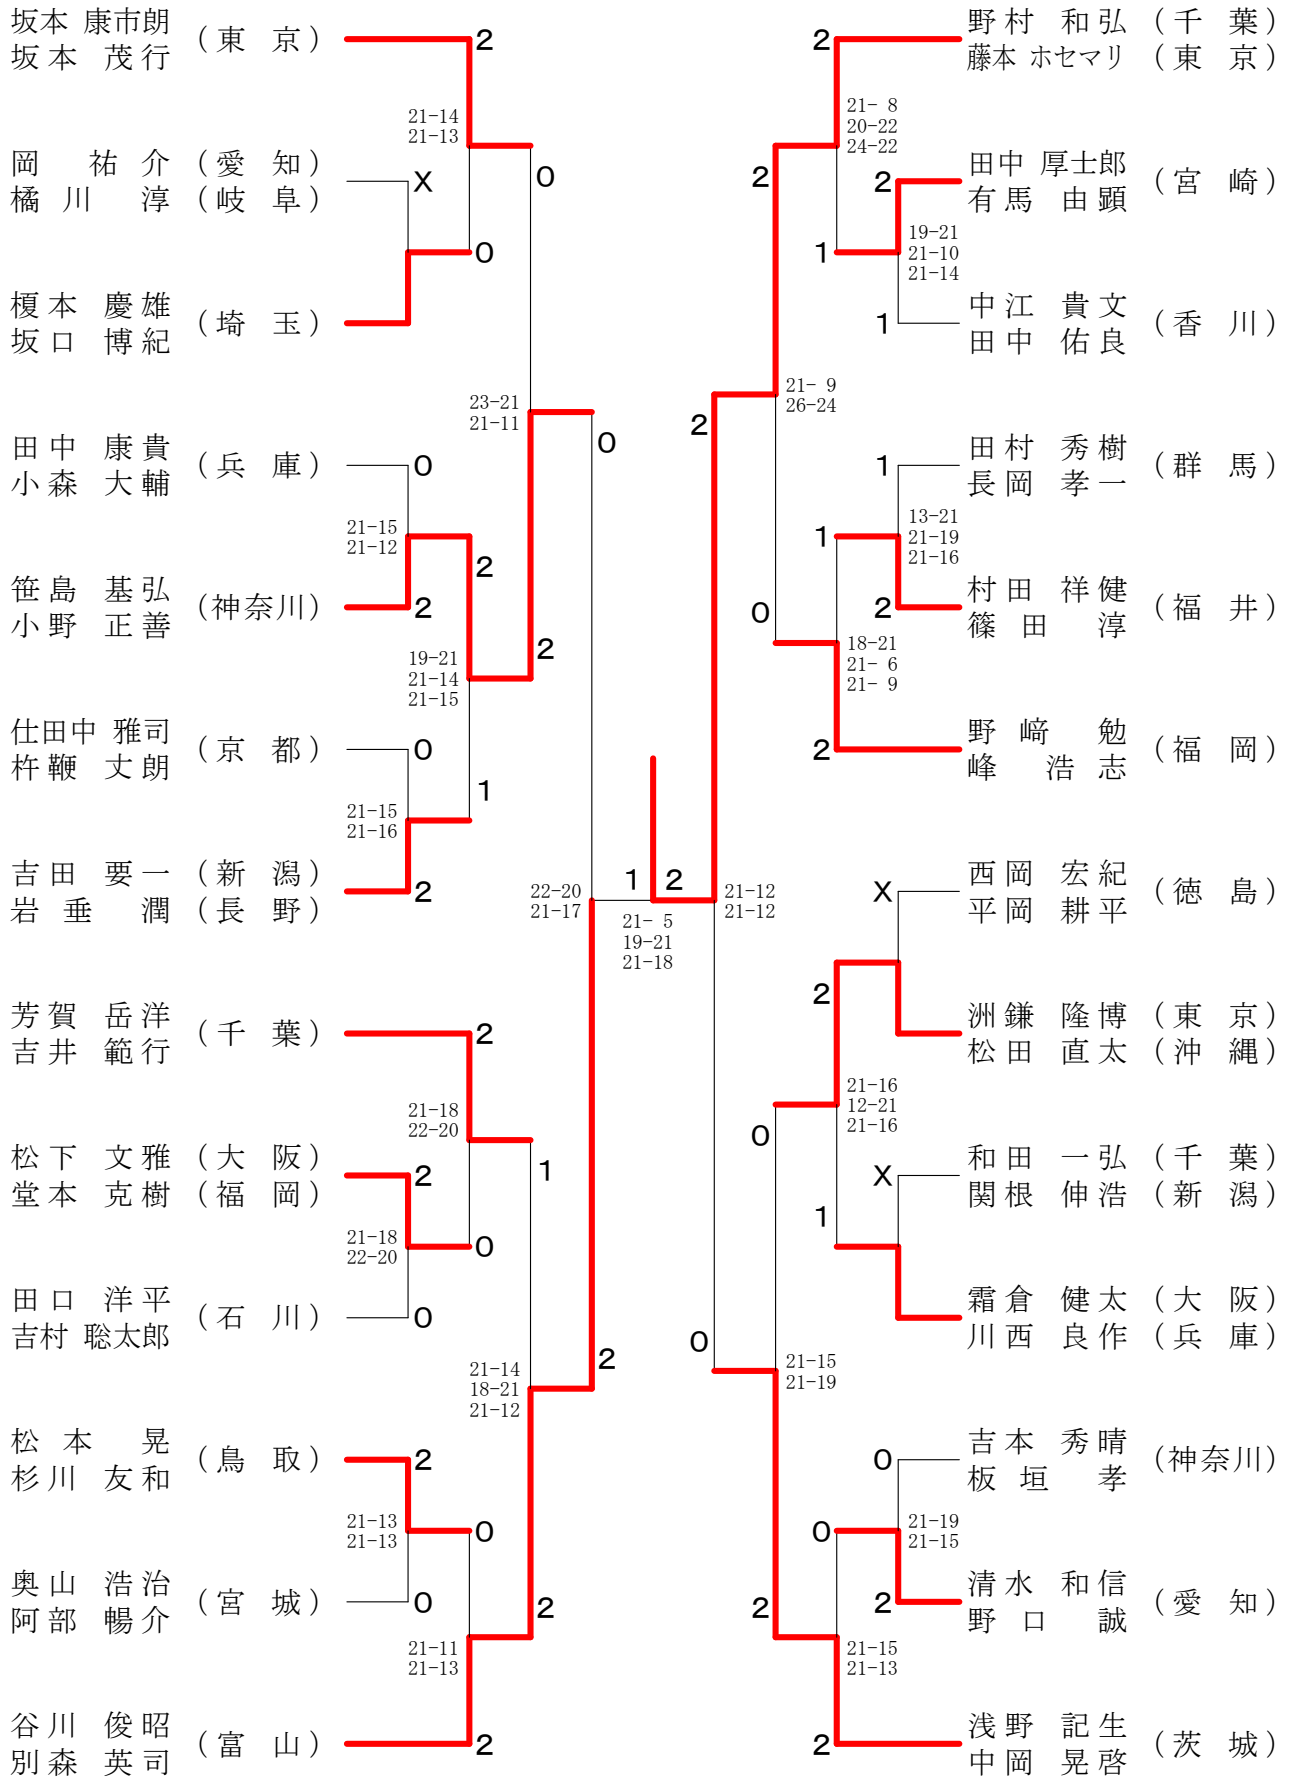 坂本 康市朗
坂本 茂行
(東 京)
2
21-14
21-13
0
岡 祐介 (愛 知)
橘川 淳 (岐 阜)
X
0
榎本 慶雄
坂口 博紀
(埼 玉)
23-21
21-11
0
田中 康貴
小森 大輔
(兵 庫)
0
21-15
21-12
2
笹島 基弘
小野 正善
(神奈川)
2
19-21
21-14
21-15
2
仕田中 雅司
杵鞭 丈朗
(京 都)
0
21-15
21-16
1
吉田 要一 (新 潟)
岩垂 潤 (長 野)
2
22-20
21-17
1
2
21- 5
19-21
21-18
芳賀 岳洋
吉井 範行
(千 葉)
2
21-18
22-20
1
松下 文雅 (大 阪)
堂本 克樹 (福 岡)
2
21-18
22-20
0
田口 洋平
吉村 聡太郎
(石 川)
0
21-14
18-21
21-12
2
松本 晃
杉川 友和
(鳥 取)
2
21-13
21-13
0
奥山 浩治
阿部 暢介
(宮 城)
0
2
21-11
21-13
谷川 俊昭
別森 英司
(富 山)
2
2
野村 和弘 (千 葉)
藤本 ホセマリ (東 京)
21- 8
20-22
24-22
2
2
田中 厚士郎
有馬 由顕
(宮 崎)
1
19-21
21-10
21-14
1
中江 貴文
田中 佑良
(香 川)
21- 9
26-24
2
1
田村 秀樹
長岡 孝一
(群 馬)
1
13-21
21-19
21-16
0
2
村田 祥健
篠田 淳
(福 井)
18-21
21- 6
21- 9
2
野﨑 勉
峰 浩志
(福 岡)
X
西岡 宏紀
平岡 耕平
(徳 島)
21-12
21-12
2
洲鎌 隆博 (東 京)
松田 直太 (沖 縄)
21-16
12-21
21-16
0
X
和田 一弘 (千 葉)
関根 伸浩 (新 潟)
1
霜倉 健太 (大 阪)
川西 良作 (兵 庫)
0
21-15
21-19
0
吉本 秀晴
板垣 孝
(神奈川)
0
21-19
21-15
2
2
清水 和信
野口 誠
(愛 知)
21-15
21-13
2
浅野 記生
中岡 晃啓
(茨 城)